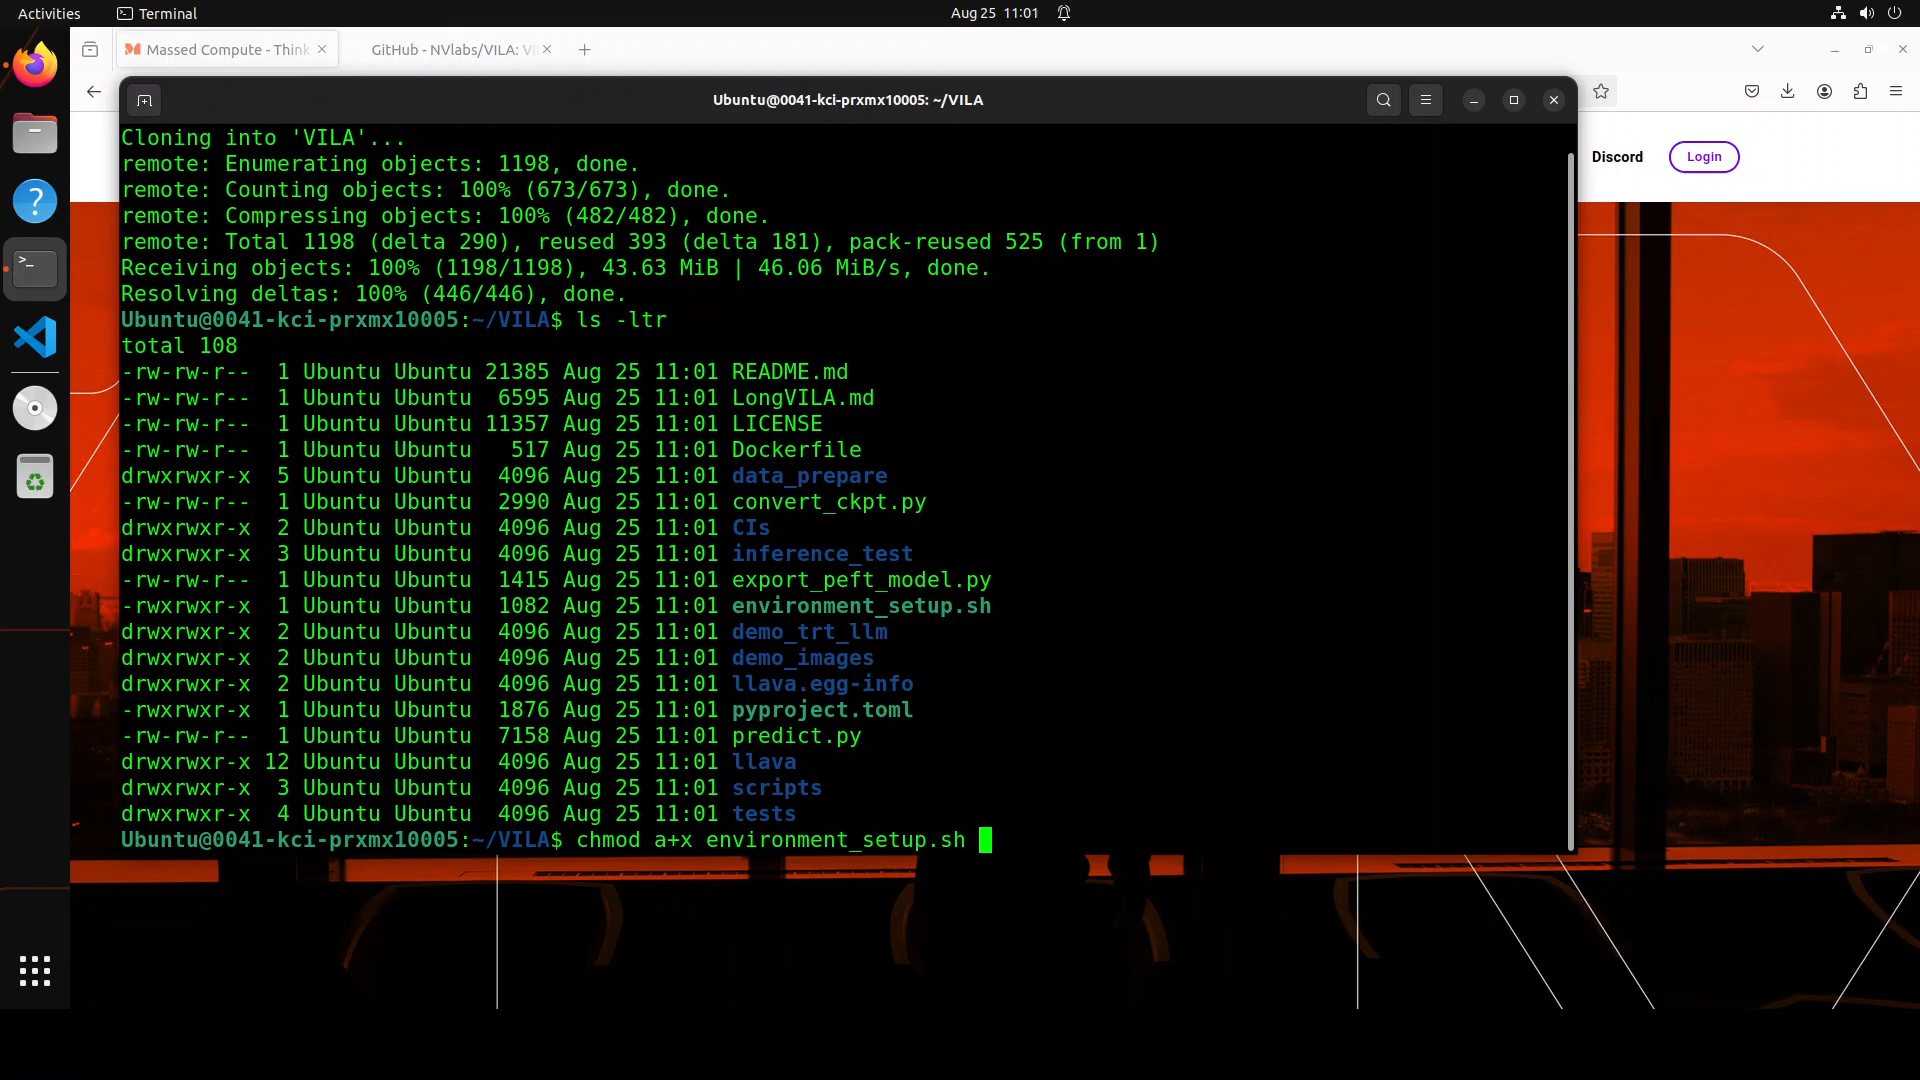 Activities
Terminal
Aug 25 11:01
Massed Compute - Think
GitHub - NVlabs/VILA: VI
Ubuntu@0041-kci-prxmx10005: ~/VILA
Discord
Login
Cloning into 'VILA'...
remote: Enumerating objects: 1198, done.
remote: Counting objects: 100% (673/673), done.
remote: Compressing objects: 100% (482/482), done.
remote: Total 1198 (delta 290), reused 393 (delta 181), pack-reused 525 (from 1)
Receiving objects: 100% (1198/1198), 43.63 MiB | 46.06 MiB/s, done.
Resolving deltas: 100% (446/446), done.
Ubuntu@0041-kci-prxmx10005:~/VILA$ ls -ltr
total 108
-rw-rw-r--  1 Ubuntu Ubuntu 21385 Aug 25 11:01 README.md
-rw-rw-r--  1 Ubuntu Ubuntu  6595 Aug 25 11:01 LongVILA.md
-rw-rw-r--  1 Ubuntu Ubuntu 11357 Aug 25 11:01 LICENSE
-rw-rw-r--  1 Ubuntu Ubuntu   517 Aug 25 11:01 Dockerfile
drwxrwxr-x  5 Ubuntu Ubuntu  4096 Aug 25 11:01 data_prepare
-rw-rw-r--  1 Ubuntu Ubuntu  2990 Aug 25 11:01 convert_ckpt.py
drwxrwxr-x  2 Ubuntu Ubuntu  4096 Aug 25 11:01 CIs
drwxrwxr-x  3 Ubuntu Ubuntu  4096 Aug 25 11:01 inference_test
-rw-rw-r--  1 Ubuntu Ubuntu  1415 Aug 25 11:01 export_peft_model.py
-rwxrwxr-x  1 Ubuntu Ubuntu  1082 Aug 25 11:01 environment_setup.sh
drwxrwxr-x  2 Ubuntu Ubuntu  4096 Aug 25 11:01 demo_trt_llm
drwxrwxr-x  2 Ubuntu Ubuntu  4096 Aug 25 11:01 demo_images
drwxrwxr-x  2 Ubuntu Ubuntu  4096 Aug 25 11:01 llava.egg-info
-rwxrwxr-x  1 Ubuntu Ubuntu  1876 Aug 25 11:01 pyproject.toml
-rw-rw-r--  1 Ubuntu Ubuntu  7158 Aug 25 11:01 predict.py
drwxrwxr-x 12 Ubuntu Ubuntu  4096 Aug 25 11:01 llava
drwxrwxr-x  3 Ubuntu Ubuntu  4096 Aug 25 11:01 scripts
drwxrwxr-x  4 Ubuntu Ubuntu  4096 Aug 25 11:01 tests
Ubuntu@0041-kci-prxmx10005:~/VILA$ chmod a+x environment_setup.sh